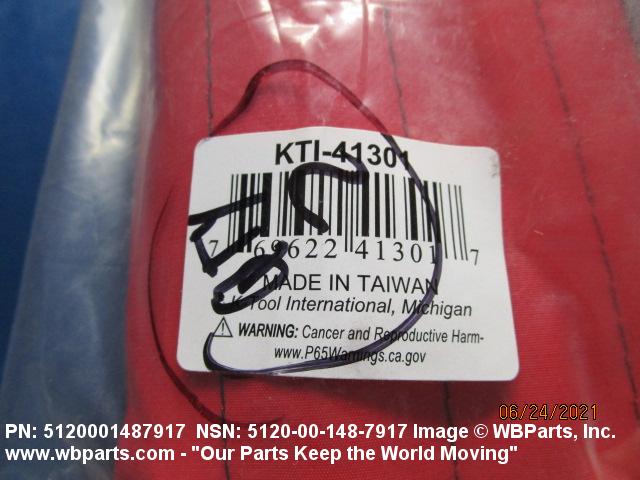 KTI-41301
7 69622 41301 7
MADE IN TAIWAN
K-Tool International, Michigan
WARNING: Cancer and Reproductive Harm-
www.P65Warnings.ca.gov
06/24/2021
PN: 5120001487917 NSN: 5120-00-148-7917 Image © WBParts, Inc.
www.wbparts.com - "Our Parts Keep the World Moving"